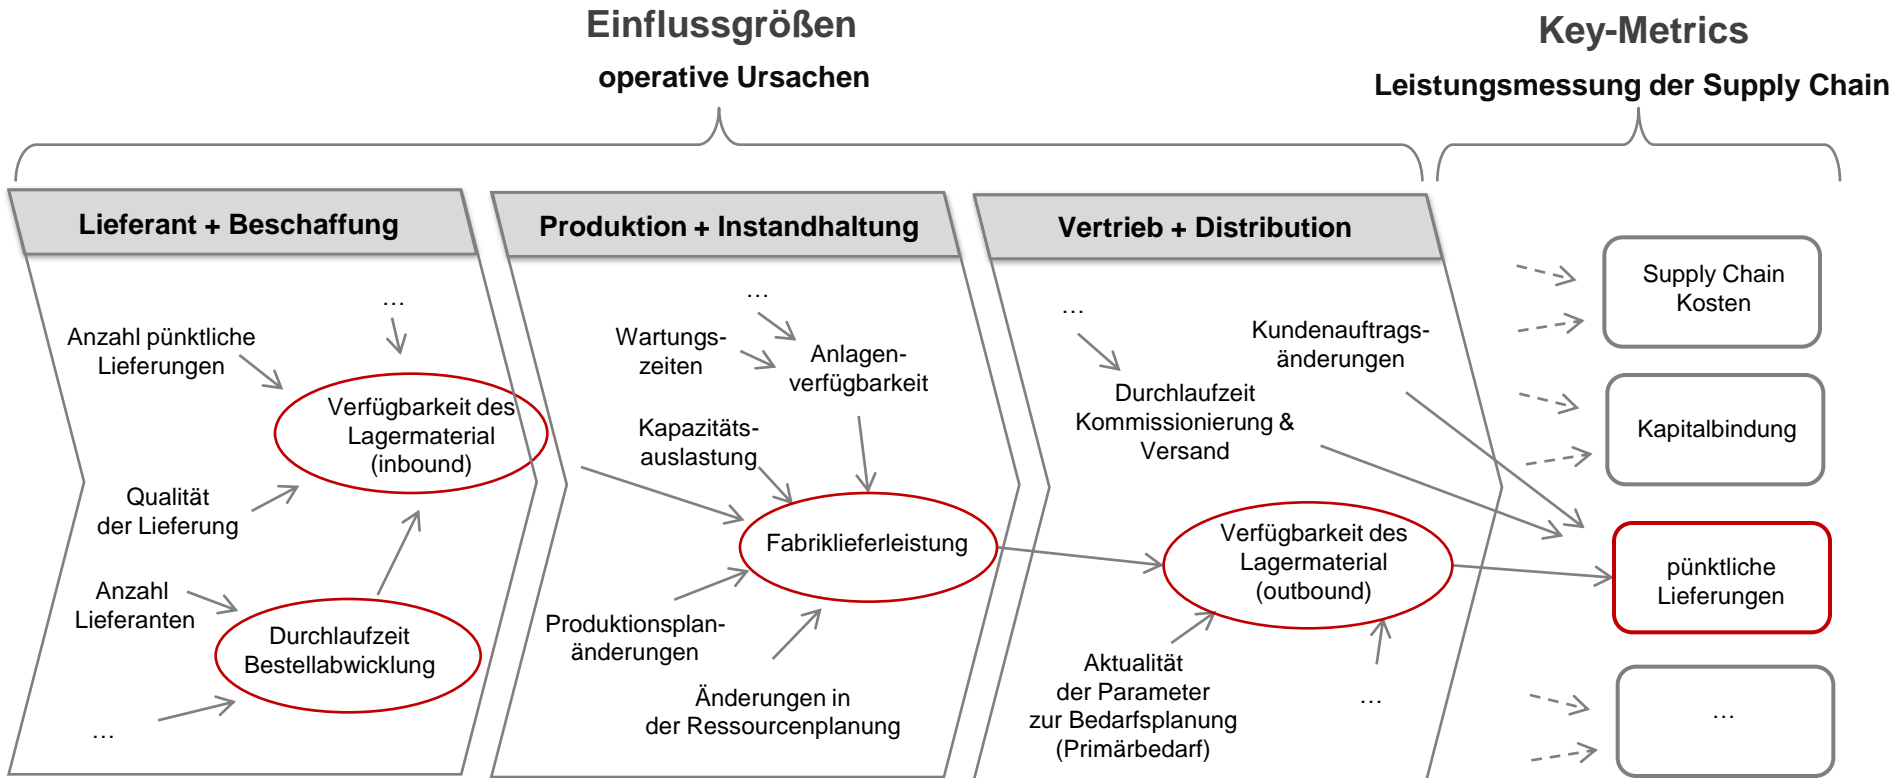 Einflussgrößen
operative Ursachen
Key-Metrics
Leistungsmessung der Supply Chain
Lieferant + Beschaffung
...
Anzahl pünktliche
Lieferungen
Verfügbarkeit des
Lagermaterial
(inbound)
Qualität
der Lieferung
Anzahl
Lieferanten
Durchlaufzeit
Bestellabwicklung
...
Produktion + Instandhaltung
...
Wartungs-
zeiten
Anlagen-
verfügbarkeit
Kapazitäts-
auslastung
Fabriklieferleistung
Produktionsplan-
änderungen
Änderungen in
der Ressourcenplanung
Vertrieb + Distribution
...
Kundenauftrags-
änderungen
Durchlaufzeit
Kommissionierung &
Versand
Verfügbarkeit des
Lagermaterial
(outbound)
Aktualität
der Parameter
zur Bedarfsplanung
(Primärbedarf)
...
Supply Chain
Kosten
Kapitalbindung
pünktliche
Lieferungen
...